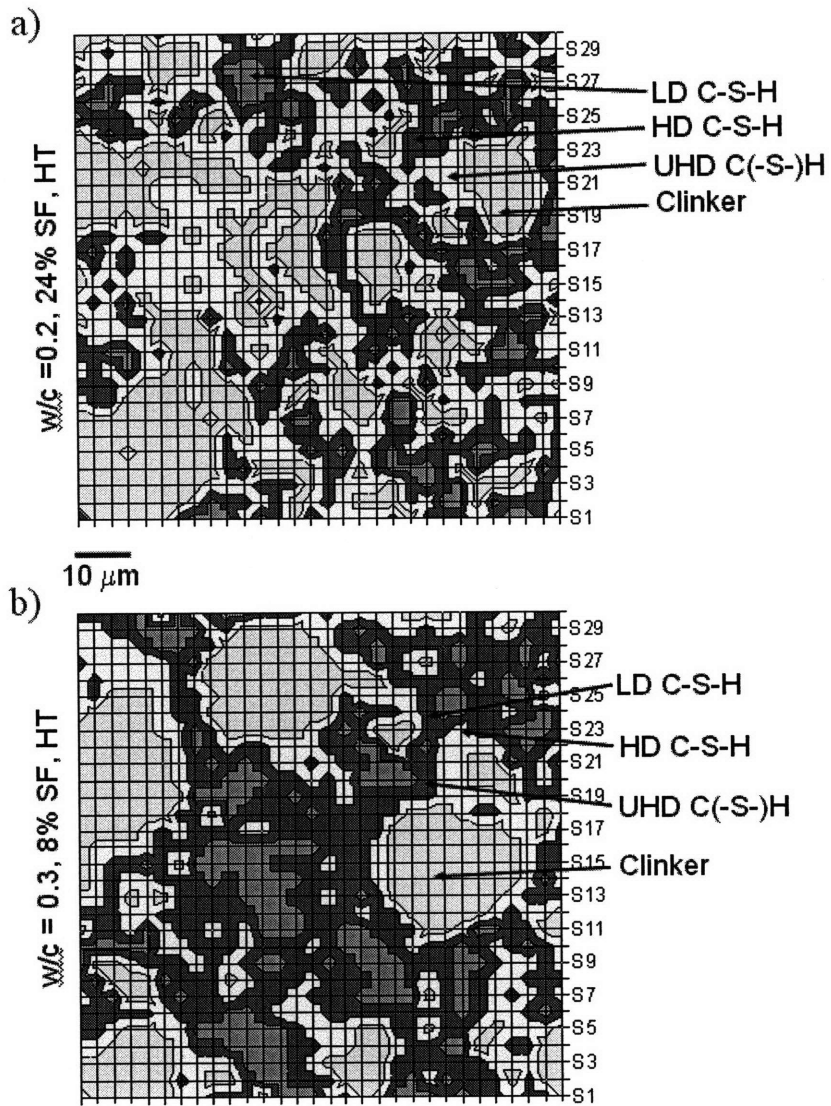 a)
w/c =0.2, 24% SF, HT
S29
S27
S25
S23
S21
S19
S17
S15
S13
S11
S9
S7
S5
S3
S1
LD C-S-H
HD C-S-H
UHD C(-S-)H
Clinker
10 μm
b)
w/c = 0.3, 8% SF, HT
S29
S27
S25
S23
S21
S19
S17
S15
S13
S11
S9
S7
S5
S3
S1
LD C-S-H
HD C-S-H
UHD C(-S-)H
Clinker